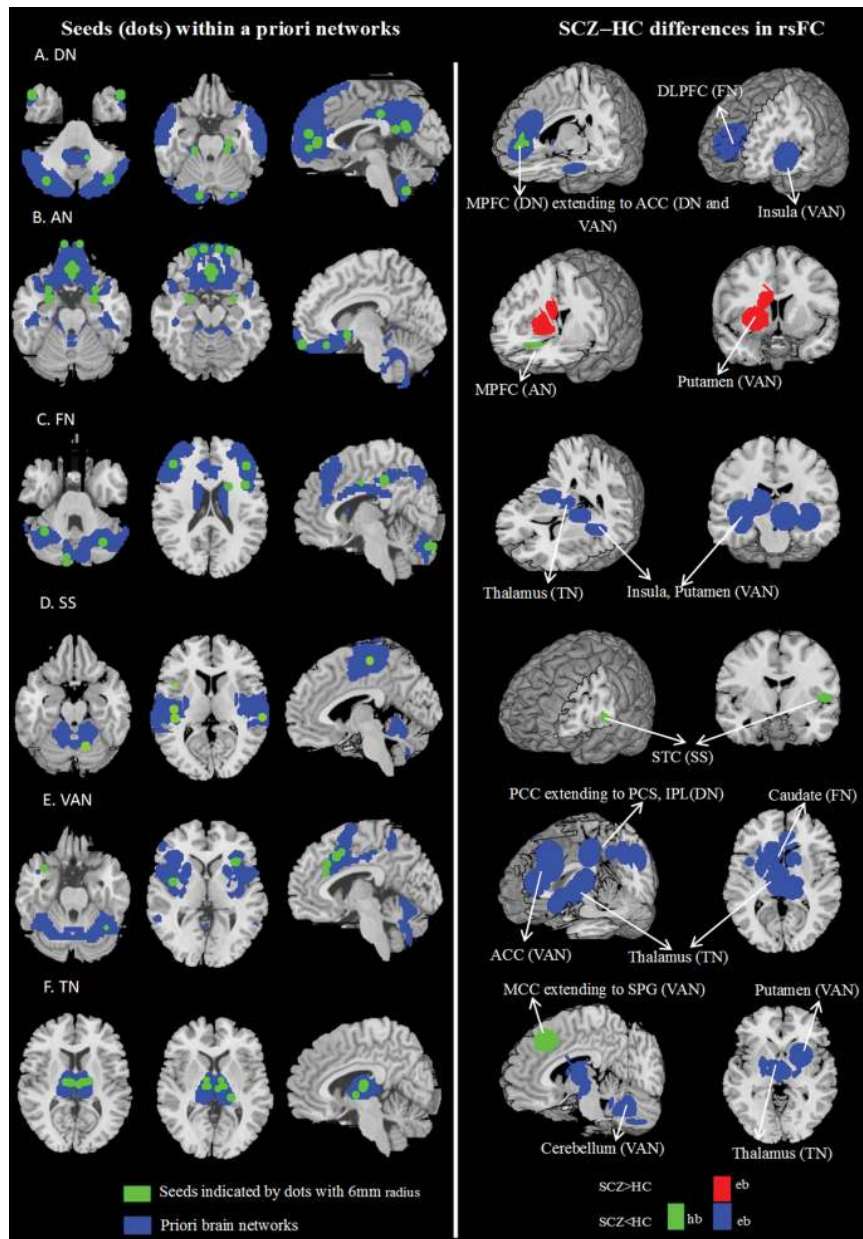 Seeds (dots) within a priori networks
A. DN
B. AN
C. FN
D. SS
E. VAN
F. TN
Seeds indicated by dots with 6mm radius
Priori brain networks
SCZ–HC differences in rsFC
DLPFC (FN)
MPFC (DN) extending to ACC (DN and
VAN)
Insula (VAN)
MPFC (AN)
Putamen (VAN)
Thalamus (TN)
Insula, Putamen (VAN)
STC (SS)
PCC extending to PCS, IPL(DN)
Caudate (FN)
ACC (VAN)
Thalamus (TN)
MCC extending to SPG (VAN)
Putamen (VAN)
Cerebellum (VAN)
Thalamus (TN)
SCZ>HC
eb
SCZ<HC
hb
eb